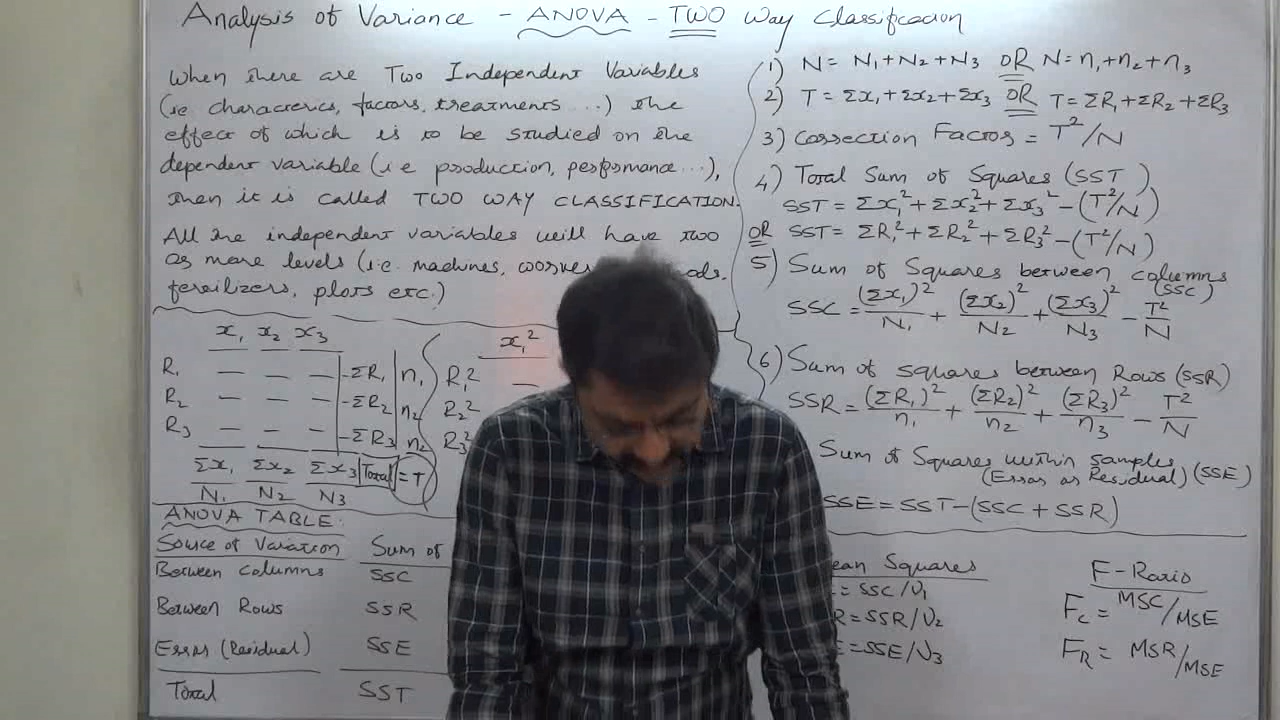 Analysis of Variance - ANOVA - TWO Way Classification
When there are Two Independent Variables
(ie characterics, factors, treatments ....) the
effect of which is to be studied on the
dependent variable (i.e production, performance ...),
then it is called TWO WAY CLASSIFICATION.
All the independent variables will have two
or more levels (i.e. machines, ods.
fertilizers, plots etc.)
x₁ x₂ x₃
R₁ — — — -ΣR₁ n₁
R₂ — — — -ΣR₂ n₂
R₃ — — — -ΣR₃ n₂
Σx₁ Σx₂ Σx₃ Total = T
N₁ N₂ N₃
x₁²
R₁² —
R₂²
R₃²
1) N = N₁+N₂+N₃ OR N = n₁+n₂+n₃
2) T = Σx₁+Σx₂+Σx₃ OR T = ΣR₁+ΣR₂+ΣR₃
3) Correction Factor = T²/N
4) Total Sum of Squares (SST)
SST = Σx₁²+Σx₂²+Σx₃² - (T²/N)
OR SST = ΣR₁²+ΣR₂²+ΣR₃² - (T²/N)
5) Sum of Squares between columns
(SSC)
SSC = (Σx₁)²/N₁ + (Σx₂)²/N₂ + (Σx₃)²/N₃ - T²/N
6) Sum of squares between Rows (SSR)
SSR = (ΣR₁)²/n₁ + (ΣR₂)²/n₂ + (ΣR₃)²/n₃ - T²/N
Sum of Squares within samples
(Error or Residual) (SSE)
SSE = SST - (SSC + SSR)
ANOVA TABLE:
Source of Variation Sum of ean Squares F-Ratio
Between columns SSC = SSC/υ₁ Fc = MSC/MSE
Between Rows SSR R = SSR/υ₂ FR = MSR/MSE
Error (Residual) SSE E = SSE/υ₃
Total SST